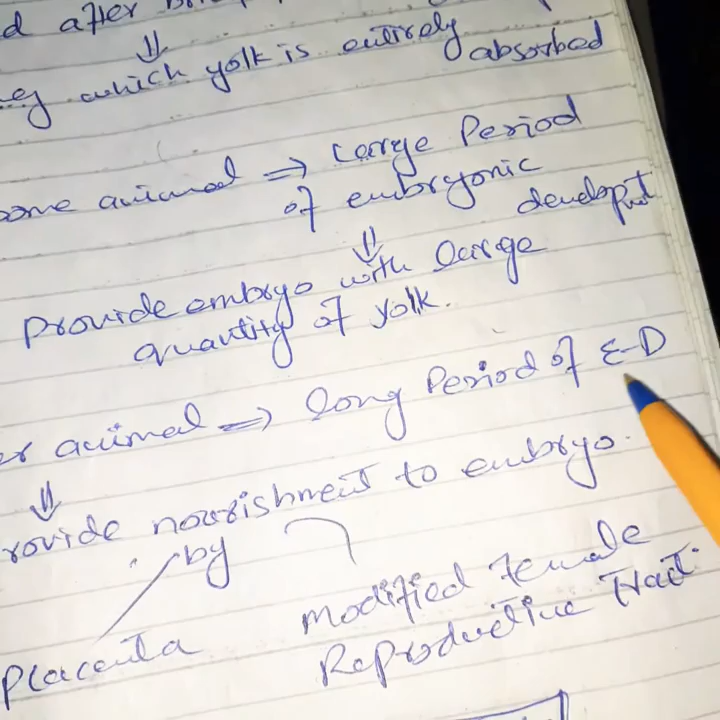 d after
which yolk is entirely absorbed
some animal ⇒ Large Period
of embryonic
developt
⇓
Provide embryo with large
quantity of yolk.
animal ⇒ long Period of E-D
⇓
rovide nourishment to embryo.
by
Placenta
Modified female
Reproductive Tract.